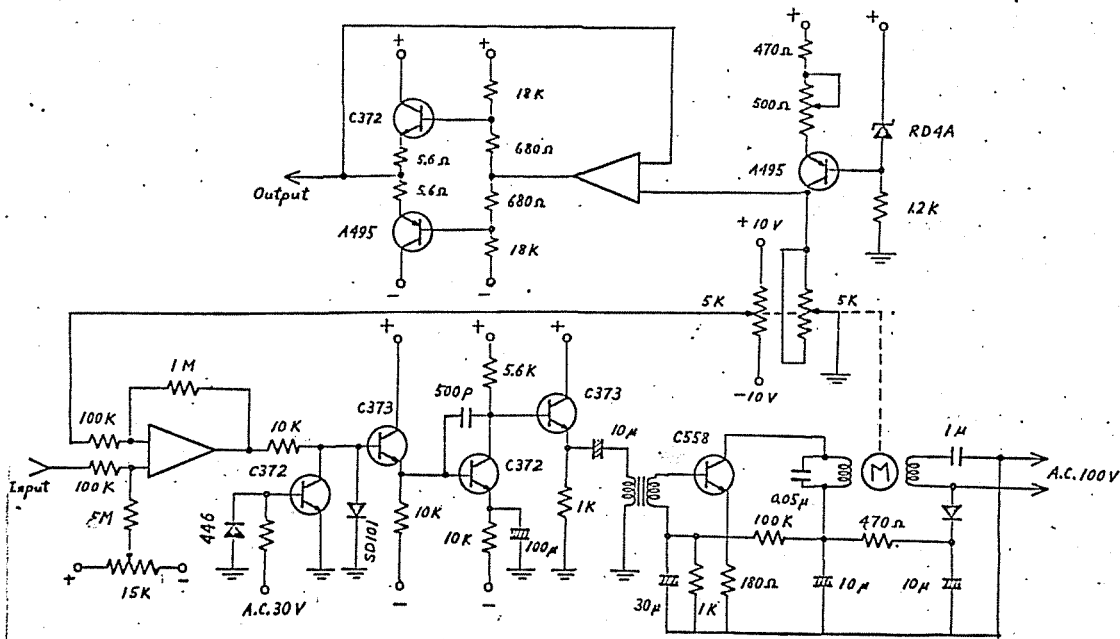 +
+
+
+
470Ω
18K
C372
500Ω
RD4A
5.6Ω
680Ω
A495
Output
5.6Ω
680Ω
1.2K
A495
18K
+10V
-
-
5K
5K
+
+
+
-10V
1M
5.6K
500P
C373
C373
100K
10K
10μ
C558
1μ
C372
C372
A.C.100V
Input
100K
0.05μ
5M
446
SD101
10K
10K
1K
100K
470Ω
100μ
+
-
15K
A.C.30V
-
-
30μ
1K
180Ω
10μ
10μ
M